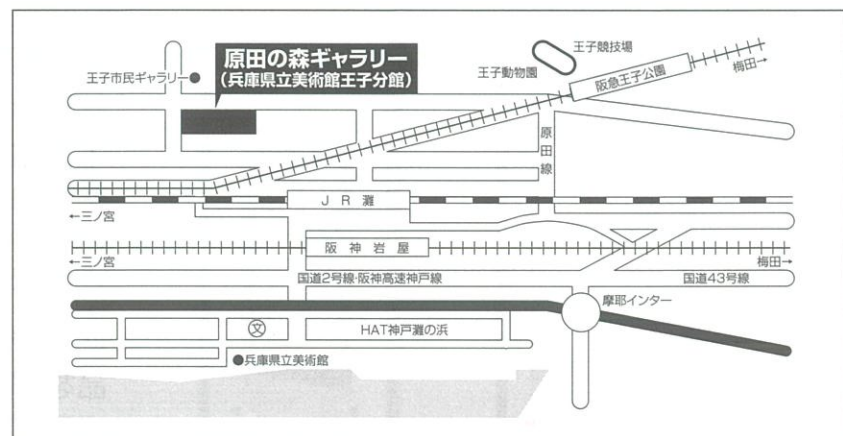 原田の森ギャラリー
(兵庫県立美術館王子分館)
王子市民ギャラリー
王子競技場
王子動物園
阪急王子公園
梅田→
原田線
JR灘
←三ノ宮
阪神岩屋
←三ノ宮
梅田→
国道2号線・阪神高速神戸線
国道43号線
摩耶インター
文
HAT神戸灘の浜
兵庫県立美術館